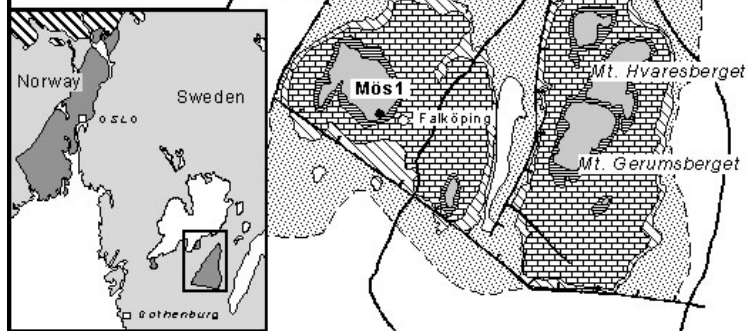 Norway
Sweden
OSLO
Gothenburg
Mös1
Falköping
Mt. Hvaresberget
Mt. Gerumsberget